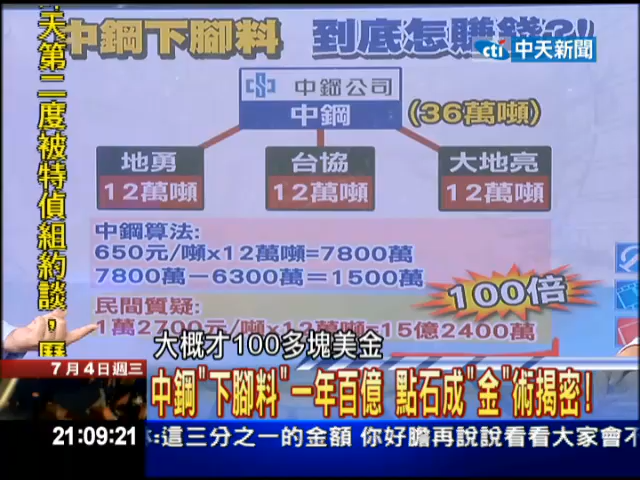 中鋼下腳料 到底怎賺錢?!
cti 中天新聞
CSC 中鋼公司
中鋼
(36萬噸)
地勇
12萬噸
台協
12萬噸
大地亮
12萬噸
中鋼算法:
650元/噸x12萬噸=7800萬
7800萬-6300萬=1500萬
100倍
民間質疑:
1萬2700元/噸x12萬噸=15億2400萬
天第二度被特偵組約談,
大概才100多塊美金
7月4日週三
中鋼"下腳料"一年百億 點石成"金"術揭密!
21:09:21
:這三分之一的金額 你好膽再說說看看大家會不